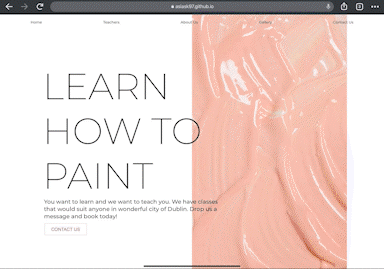 aslask97.github.io
Home Teachers About Us Gallery Contact Us
LEARN
HOW TO
PAINT
You want to learn and we want to teach you. We have classes
that would suit anyone in wonderful city of Dublin. Drop us a
message and book today!
CONTACT US